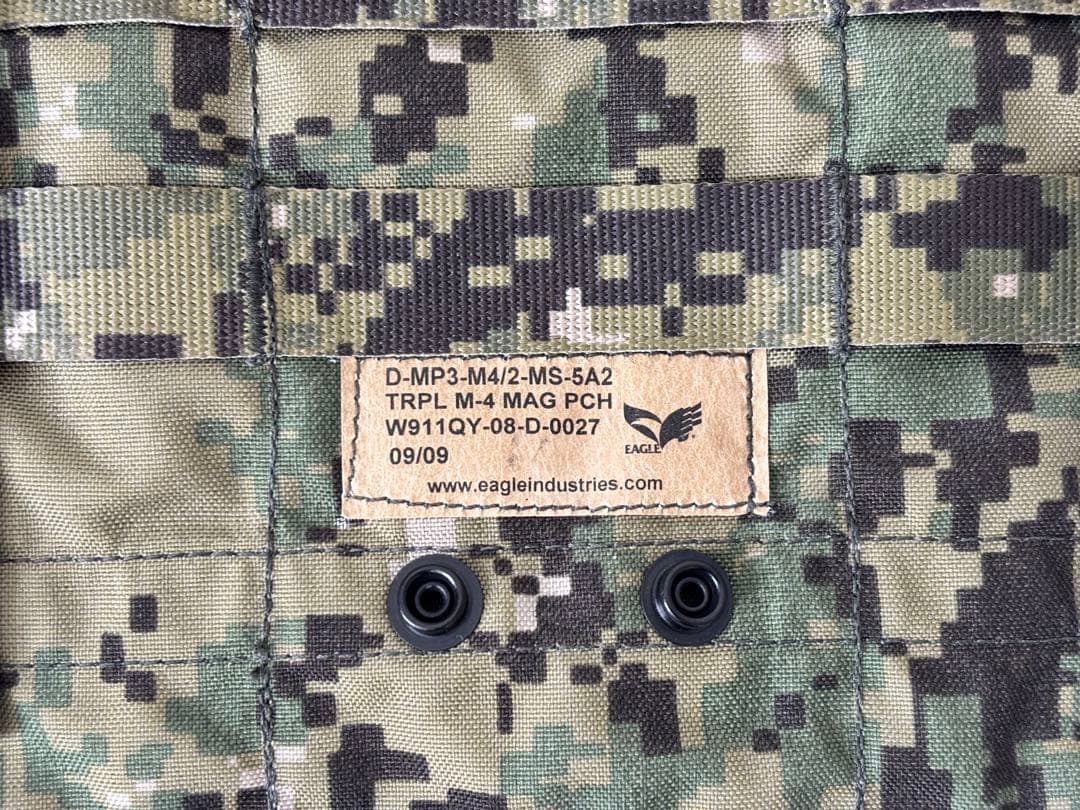 D-MP3-M4/2-MS-5A2
TRPL M-4 MAG PCH
W911QY-08-D-0027
09/09
EAGLE
www.eagleindustries.com